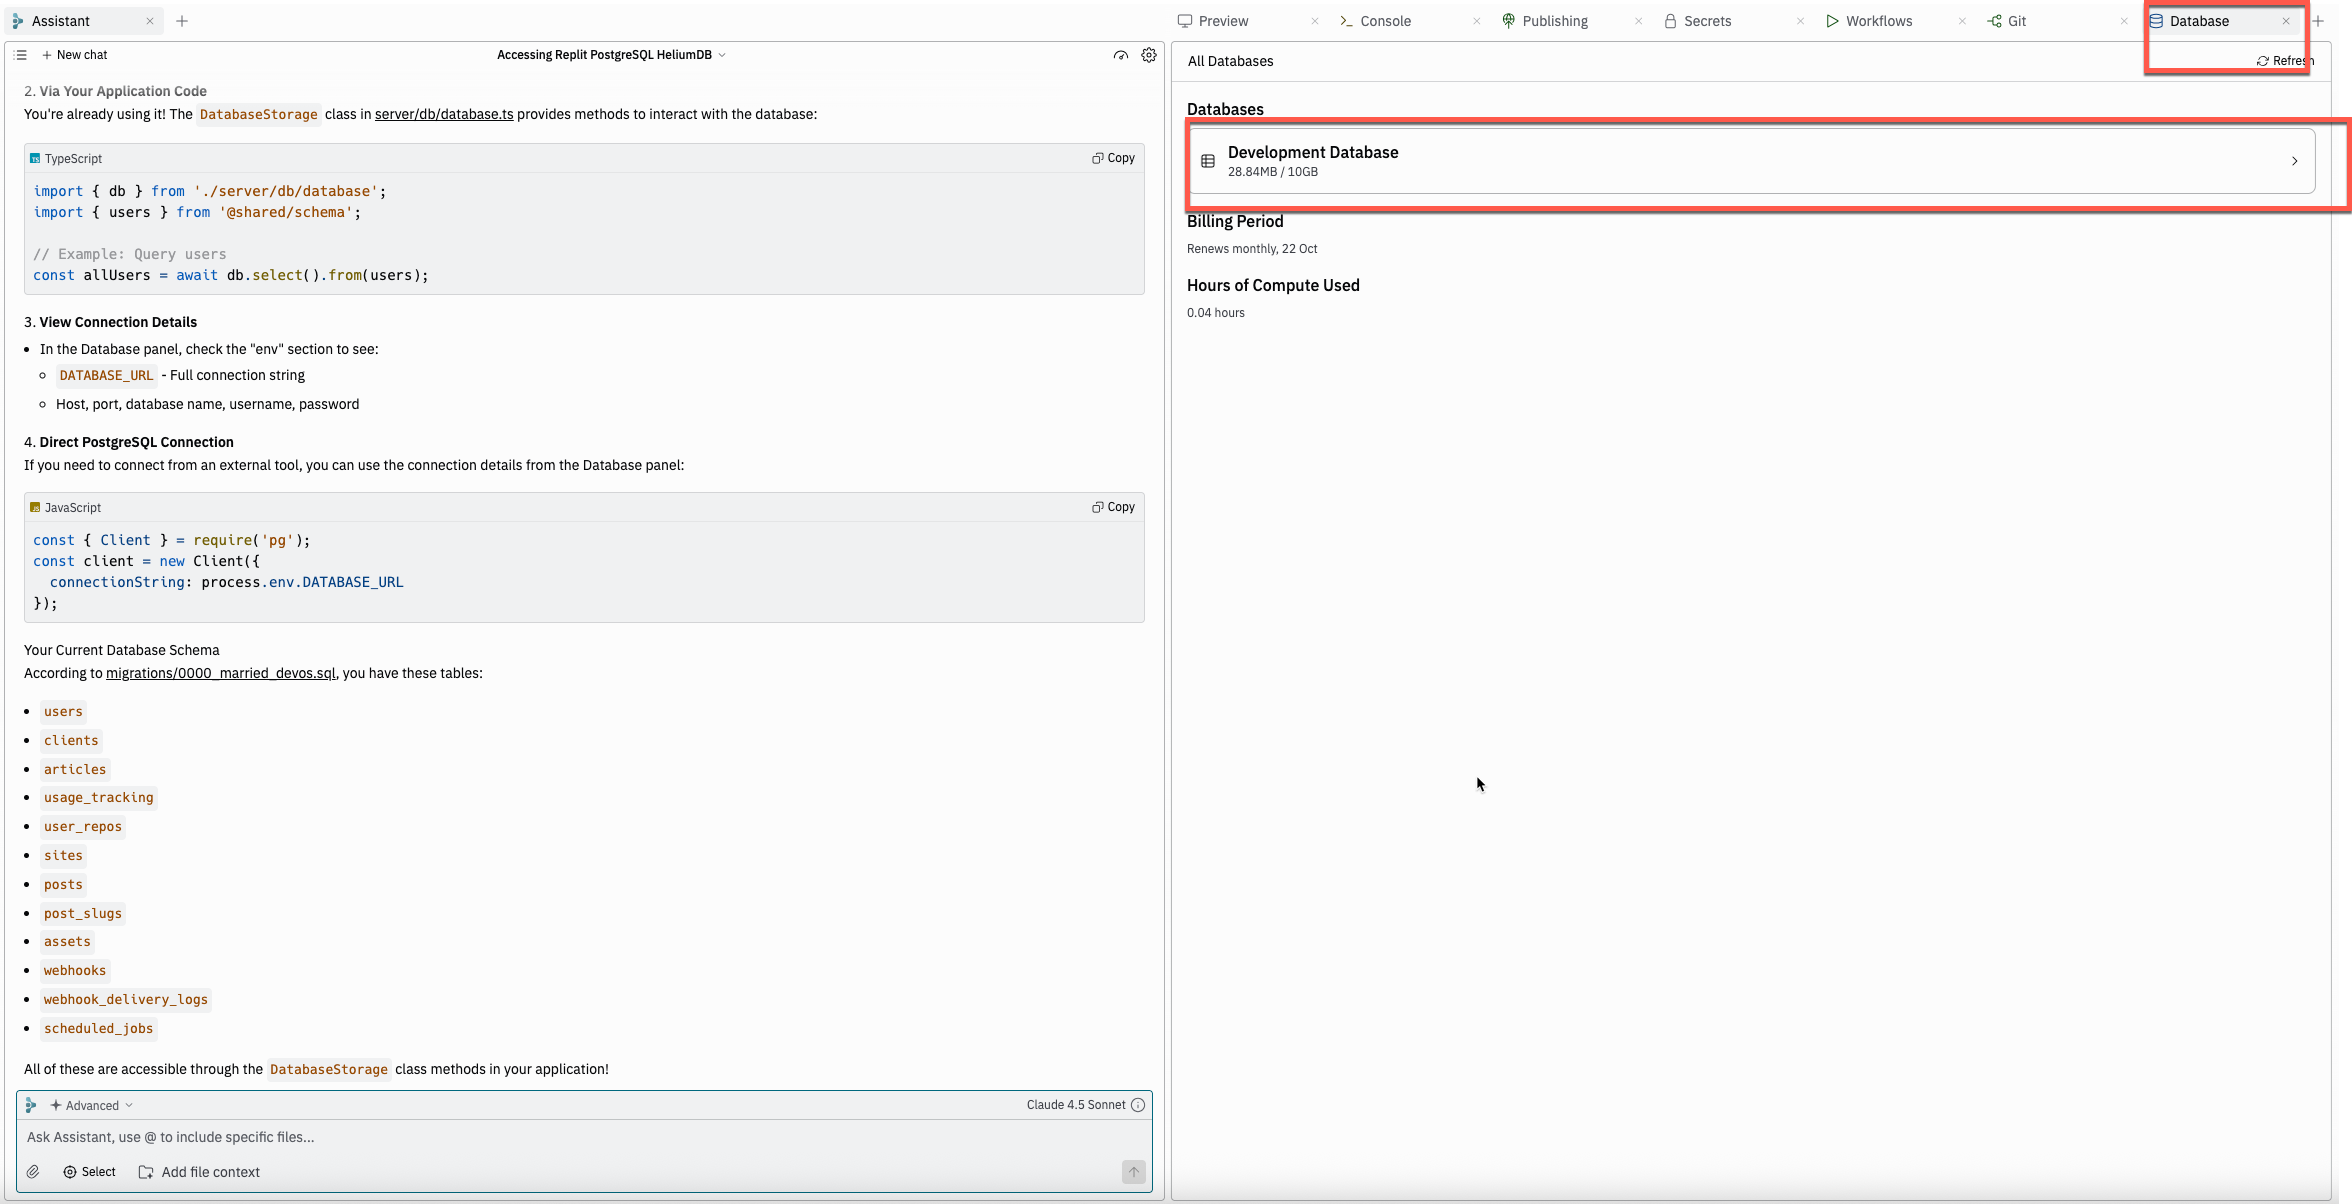 Assistant
Preview
Console
Publishing
Secrets
Workflows
Git
Database
New chat
Accessing Replit PostgreSQL HeliumDB
2. Via Your Application Code
You're already using it! The DatabaseStorage class in server/db/database.ts provides methods to interact with the database:
TypeScript
Copy
import { db } from './server/db/database';
import { users } from '@shared/schema';
// Example: Query users
const allUsers = await db.select().from(users);
3. View Connection Details
• In the Database panel, check the "env" section to see:
DATABASE_URL - Full connection string
Host, port, database name, username, password
4. Direct PostgreSQL Connection
If you need to connect from an external tool, you can use the connection details from the Database panel:
JavaScript
Copy
const { Client } = require('pg');
const client = new Client({
connectionString: process.env.DATABASE_URL
});
Your Current Database Schema
According to migrations/0000_married_devos.sql, you have these tables:
• users
• clients
• articles
• usage_tracking
• user_repos
• sites
• posts
• post_slugs
• assets
• webhooks
• webhook_delivery_logs
• scheduled_jobs
All of these are accessible through the DatabaseStorage class methods in your application!
Advanced
Claude 4.5 Sonnet
Ask Assistant, use @ to include specific files...
Select
Add file context
All Databases
Refresh
Databases
Development Database
28.84MB / 10GB
Billing Period
Renews monthly, 22 Oct
Hours of Compute Used
0.04 hours